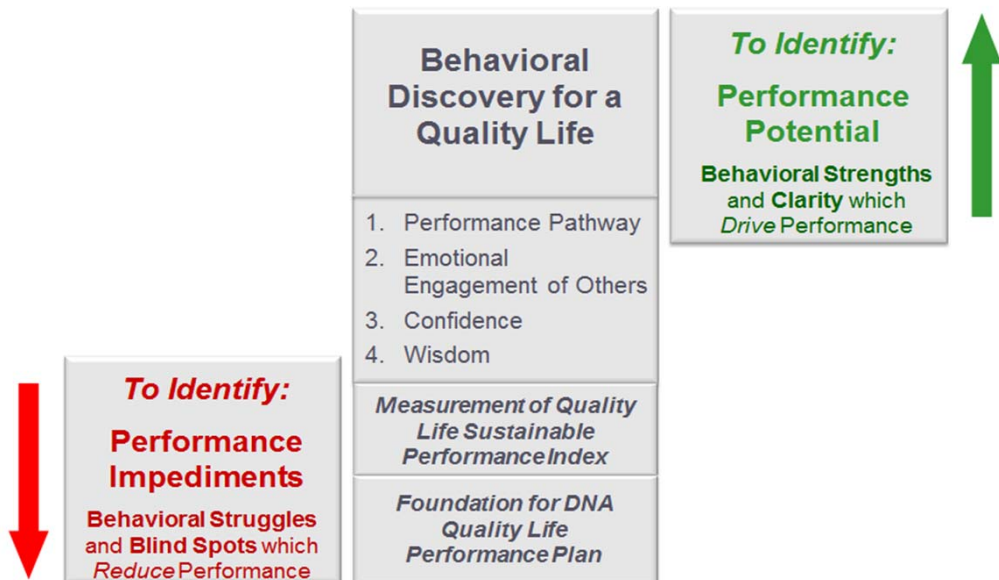 Behavioral
Discovery for a
Quality Life
1. Performance Pathway
2. Emotional
Engagement of Others
3. Confidence
4. Wisdom
Measurement of Quality
Life Sustainable
Performance Index
Foundation for DNA
Quality Life
Performance Plan
To Identify:
Performance
Potential
Behavioral Strengths
and Clarity which
Drive Performance
To Identify:
Performance
Impediments
Behavioral Struggles
and Blind Spots which
Reduce Performance